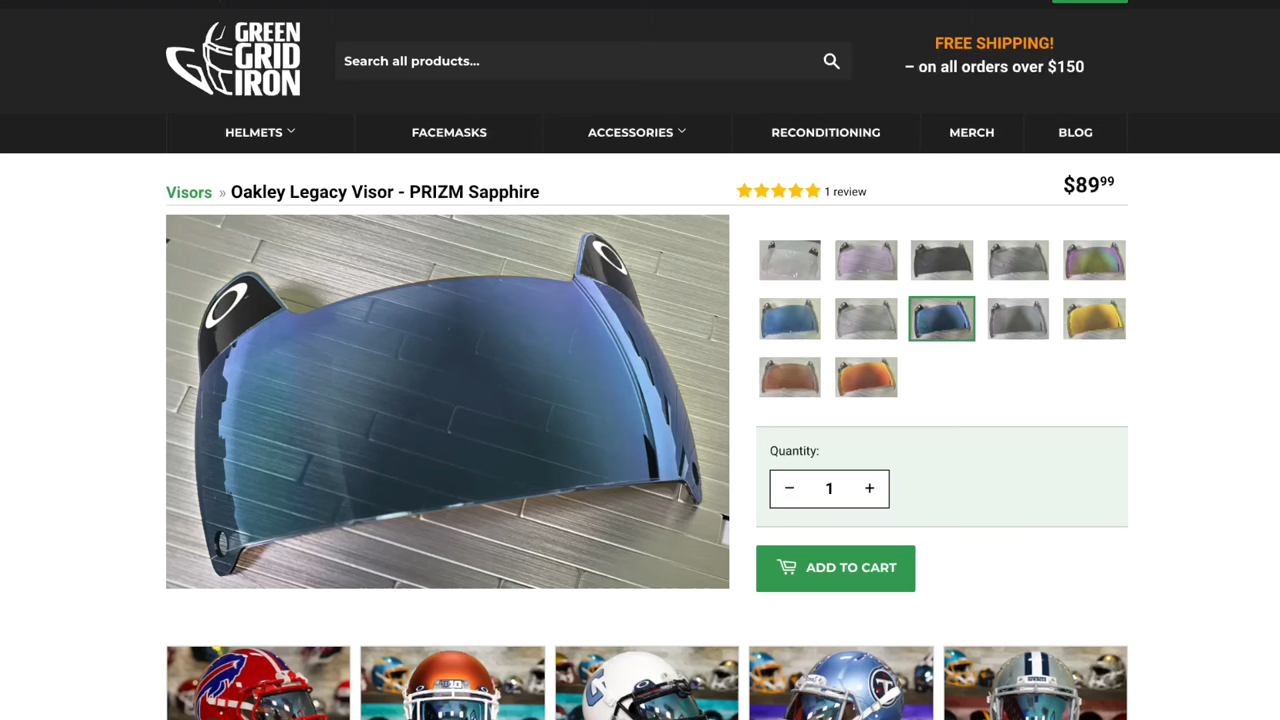 GREEN
GRID
IRON
Search all products...
FREE SHIPPING!
– on all orders over $150
HELMETS
FACEMASKS
ACCESSORIES
RECONDITIONING
MERCH
BLOG
Visors » Oakley Legacy Visor - PRIZM Sapphire
1 review
$89.99
Quantity:
− 1 +
ADD TO CART